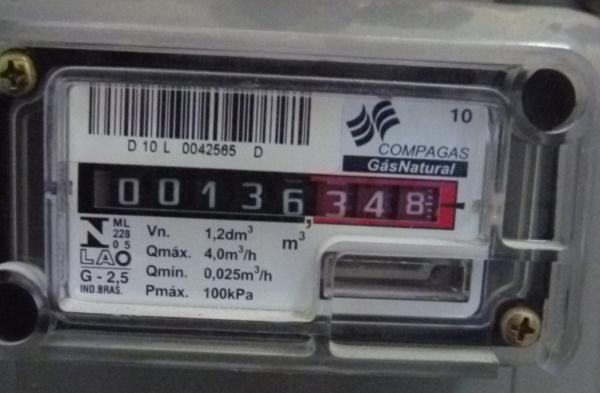 10
D 10 L 0042565 D
COMPAGAS
GásNatural
00136,348
m³
N ML 228 05
LAO
G - 2,5
IND.BRAS.
Vn. 1,2dm³
Qmáx. 4,0m³/h
Qmín. 0,025m³/h
Pmáx. 100kPa